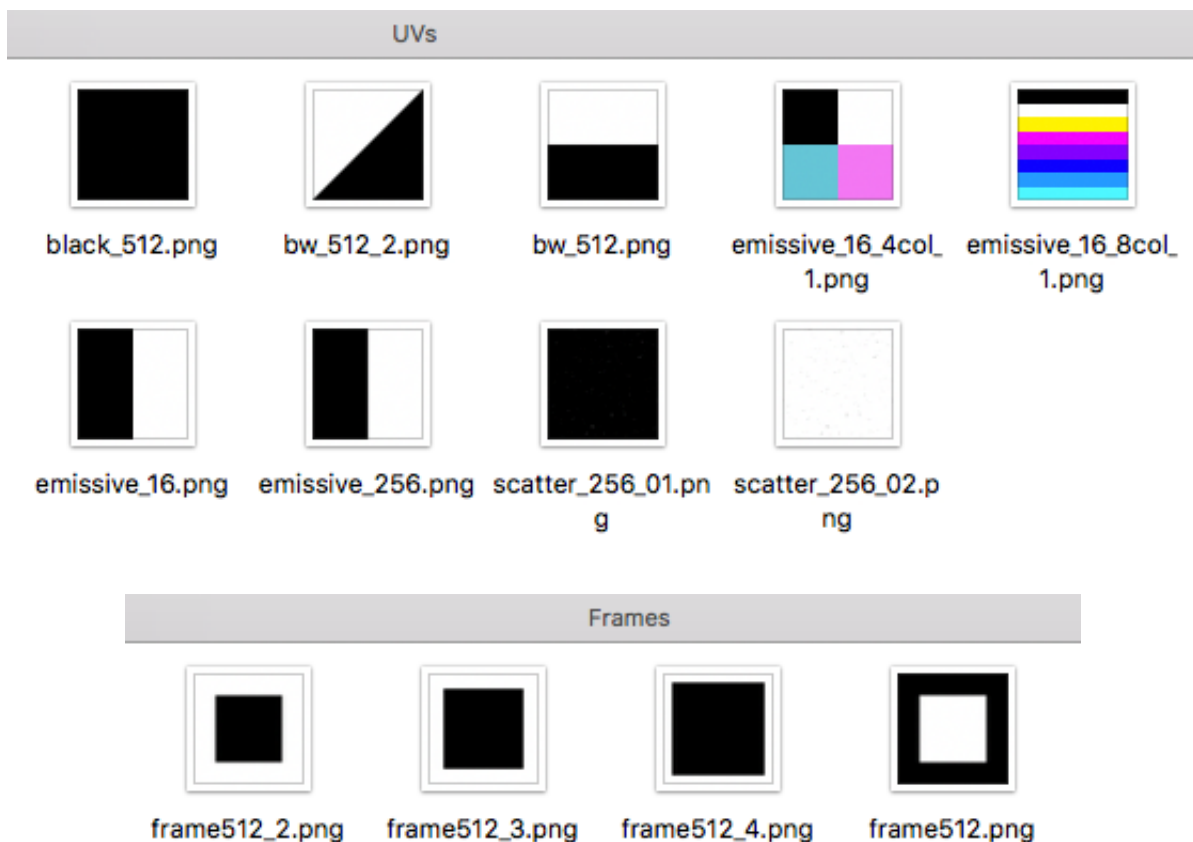 UVs
black_512.png bw_512_2.png bw_512.png emissive_16_4col_ emissive_16_8col_
1.png 1.png
emissive_16.png emissive_256.png scatter_256_01.pn scatter_256_02.p
g ng
Frames
frame512_2.png frame512_3.png frame512_4.png frame512.png